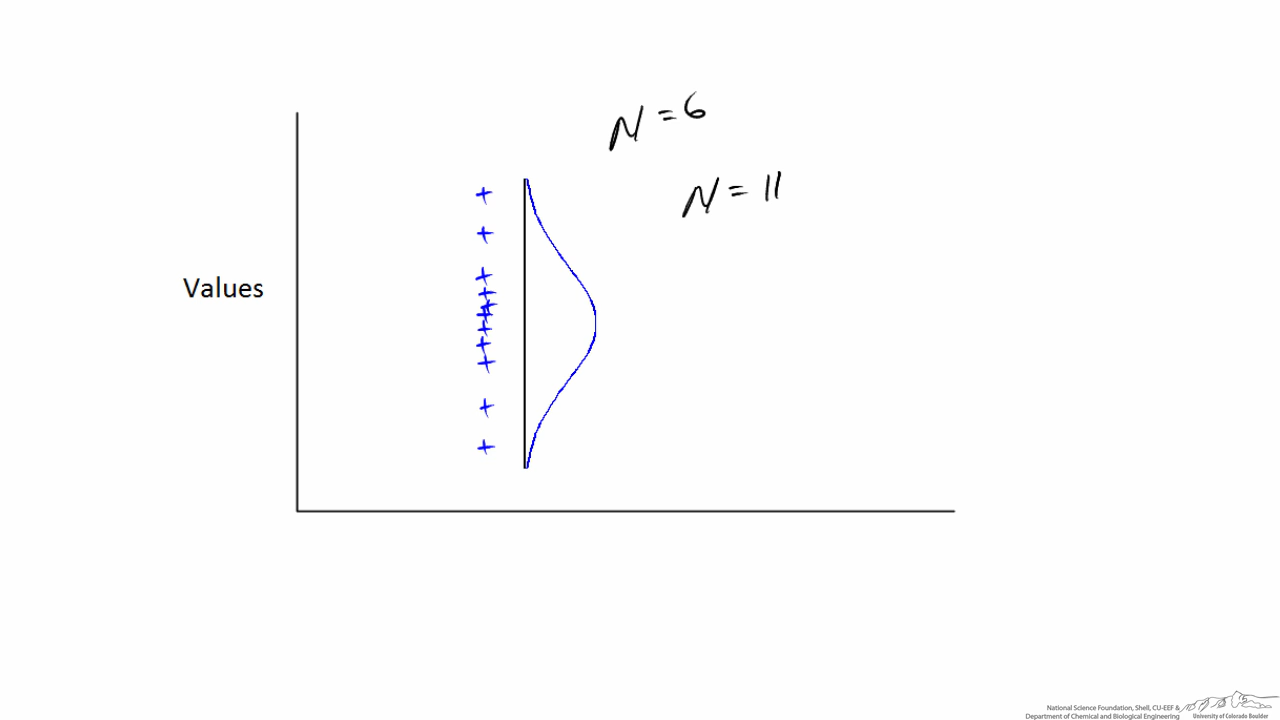 N = 6
N = 11
Values
National Science Foundation, Shell, CU-EEF &
Department of Chemical and Biological Engineering
University of Colorado Boulder